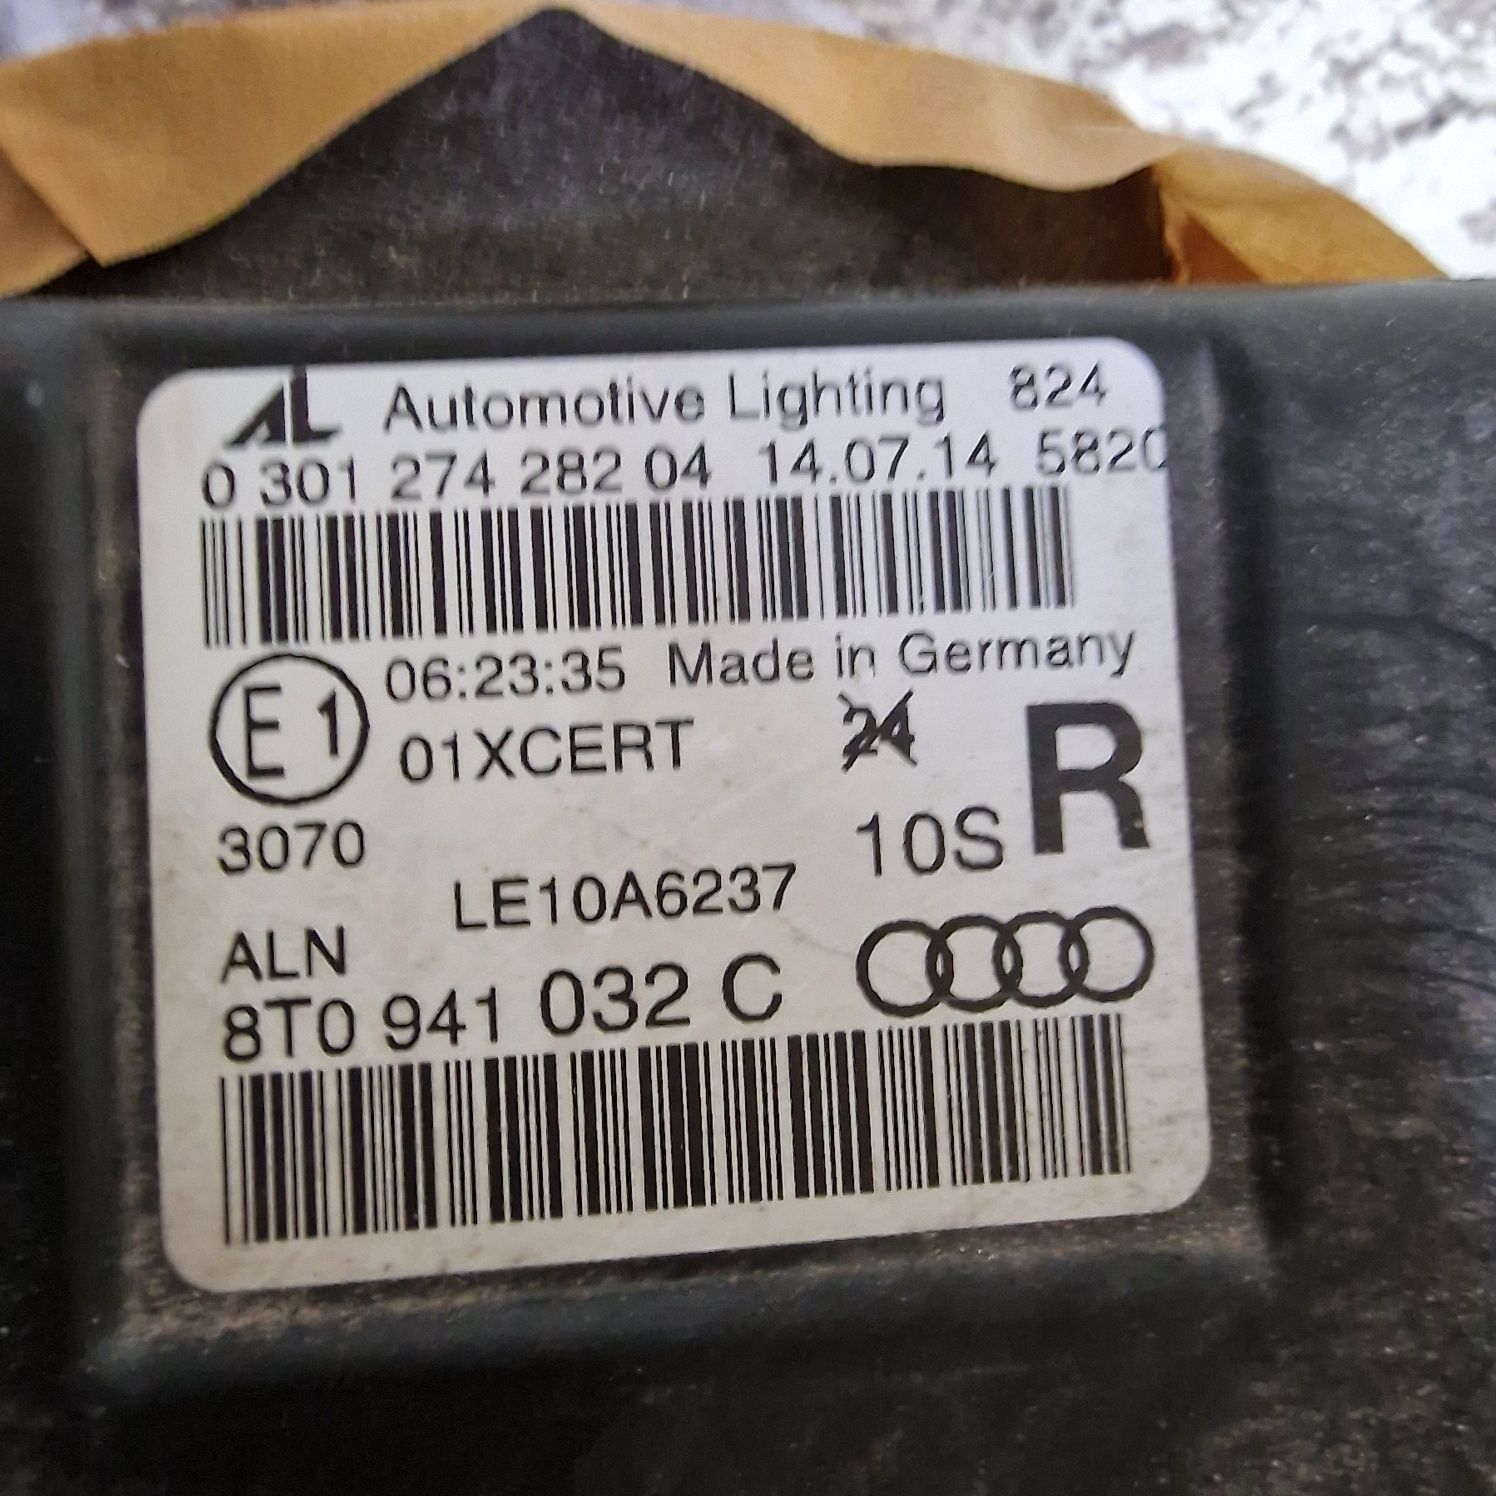 AL Automotive Lighting 824
0 301 274 282 04 14.07.14 5820
E1 06:23:35 Made in Germany
01XCERT 24 R
3070 10S
LE10A6237
ALN
8T0 941 032 C